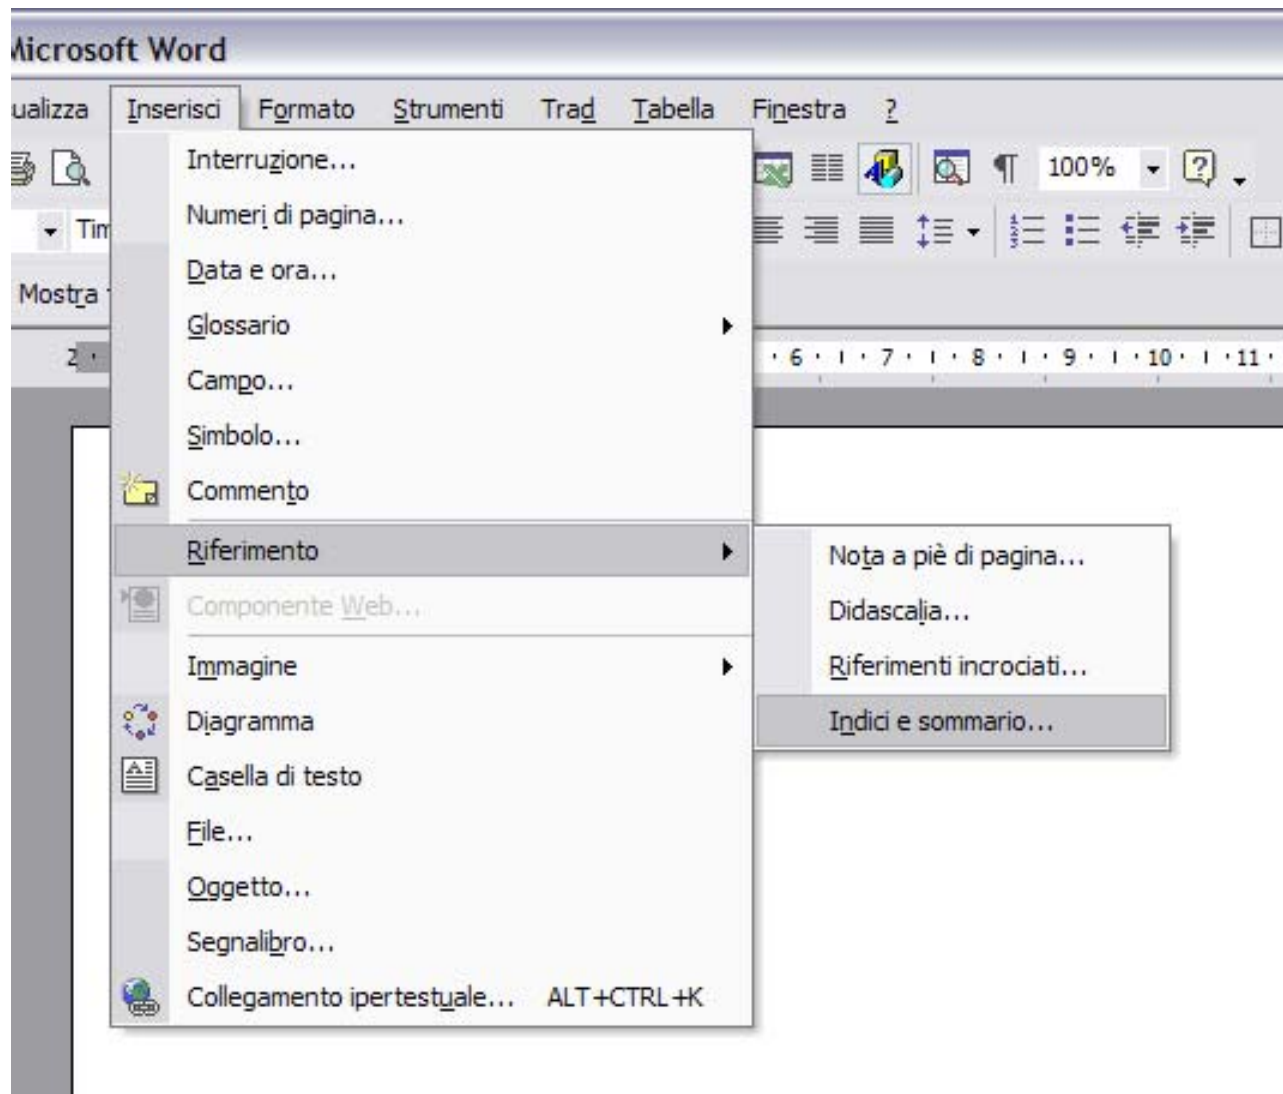 Microsoft Word
ualizza Inserisci Formato Strumenti Trad Tabella Finestra ?
100%
Tim
Mostra
2 6 7 8 9 10 11
Interruzione...
Numeri di pagina...
Data e ora...
Glossario
Campo...
Simbolo...
Commento
Riferimento
Componente Web...
Immagine
Diagramma
Casella di testo
File...
Oggetto...
Segnalibro...
Collegamento ipertestuale... ALT+CTRL+K
Nota a piè di pagina...
Didascalia...
Riferimenti incrociati...
Indici e sommario...